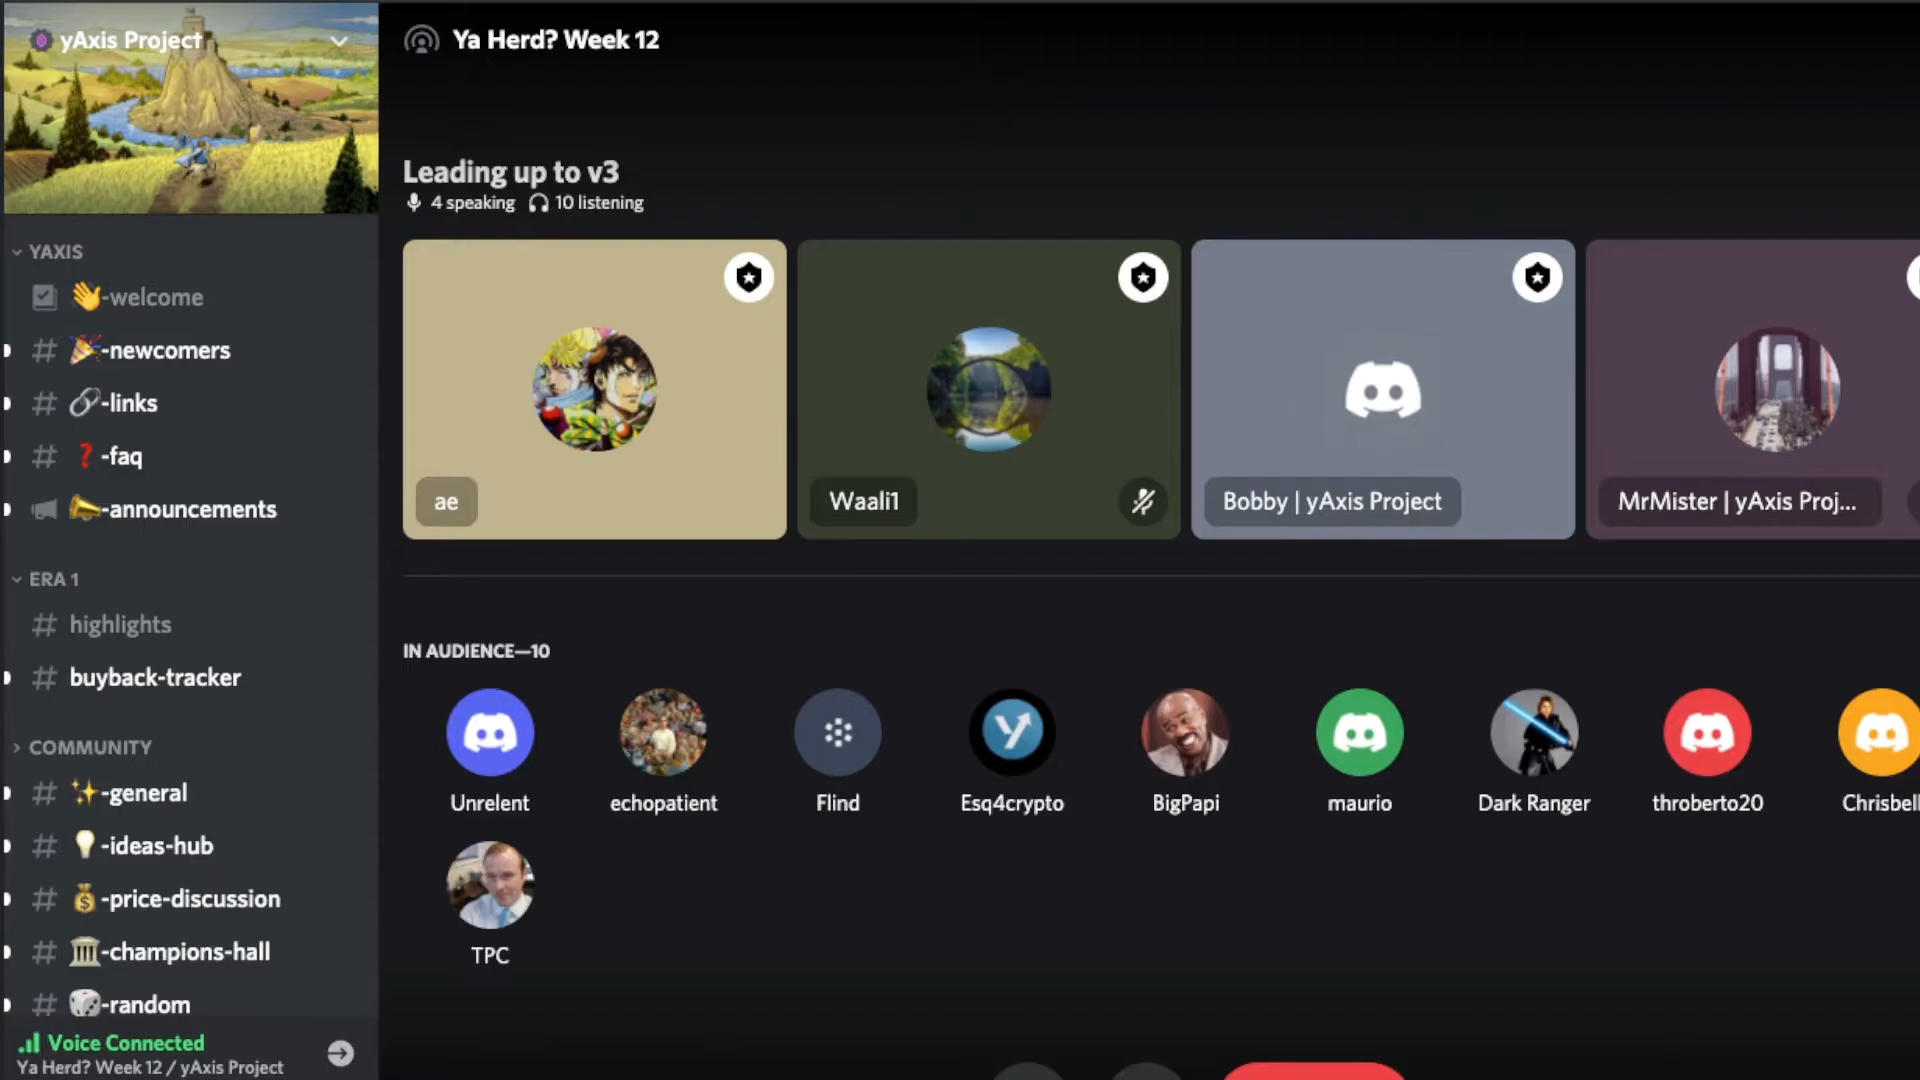 yAxis Project
YAXIS
-welcome
-newcomers
-links
-faq
-announcements
ERA 1
highlights
buyback-tracker
COMMUNITY
-general
-ideas-hub
-price-discussion
-champions-hall
-random
Voice Connected
Ya Herd? Week 12 / yAxis Project
Ya Herd? Week 12
Leading up to v3
4 speaking 10 listening
ae
Waali1
Bobby | yAxis Project
MrMister | yAxis Proj...
IN AUDIENCE—10
Unrelent
echopatient
Flind
Esq4crypto
BigPapi
maurio
Dark Ranger
throberto20
Chrisbell
TPC